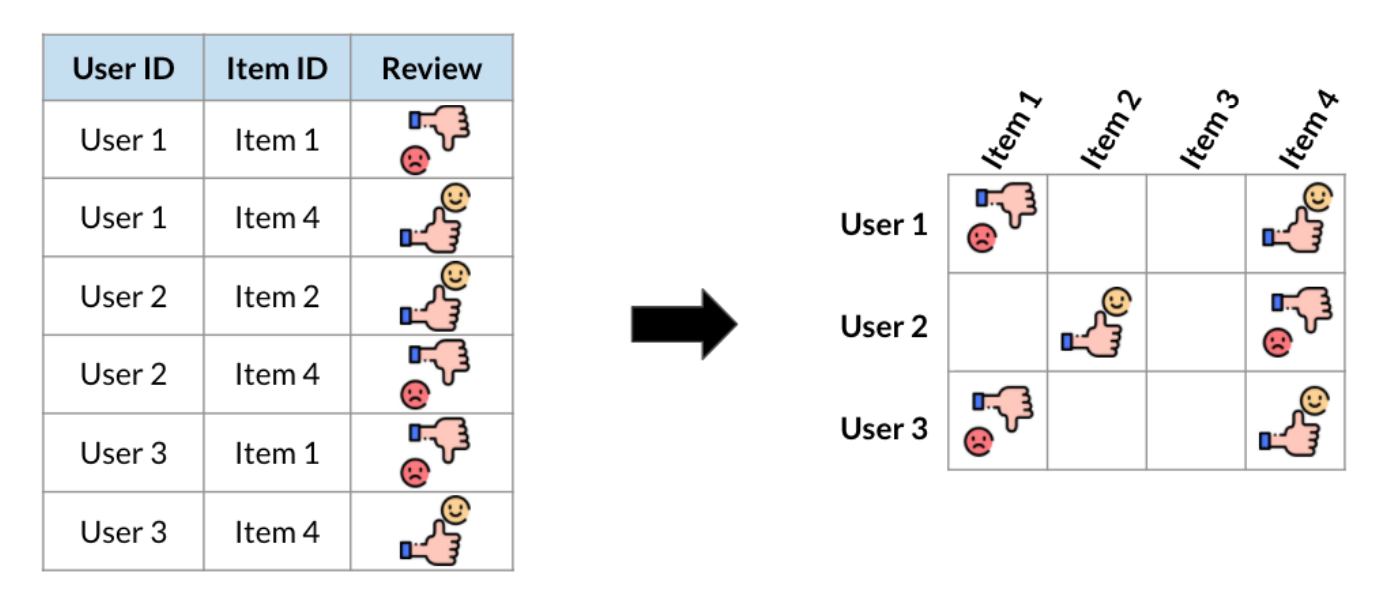 User ID Item ID Review
User 1 Item 1
User 1 Item 4
User 2 Item 2
User 2 Item 4
User 3 Item 1
User 3 Item 4
Item 1 Item 2 Item 3 Item 4
User 1
User 2
User 3